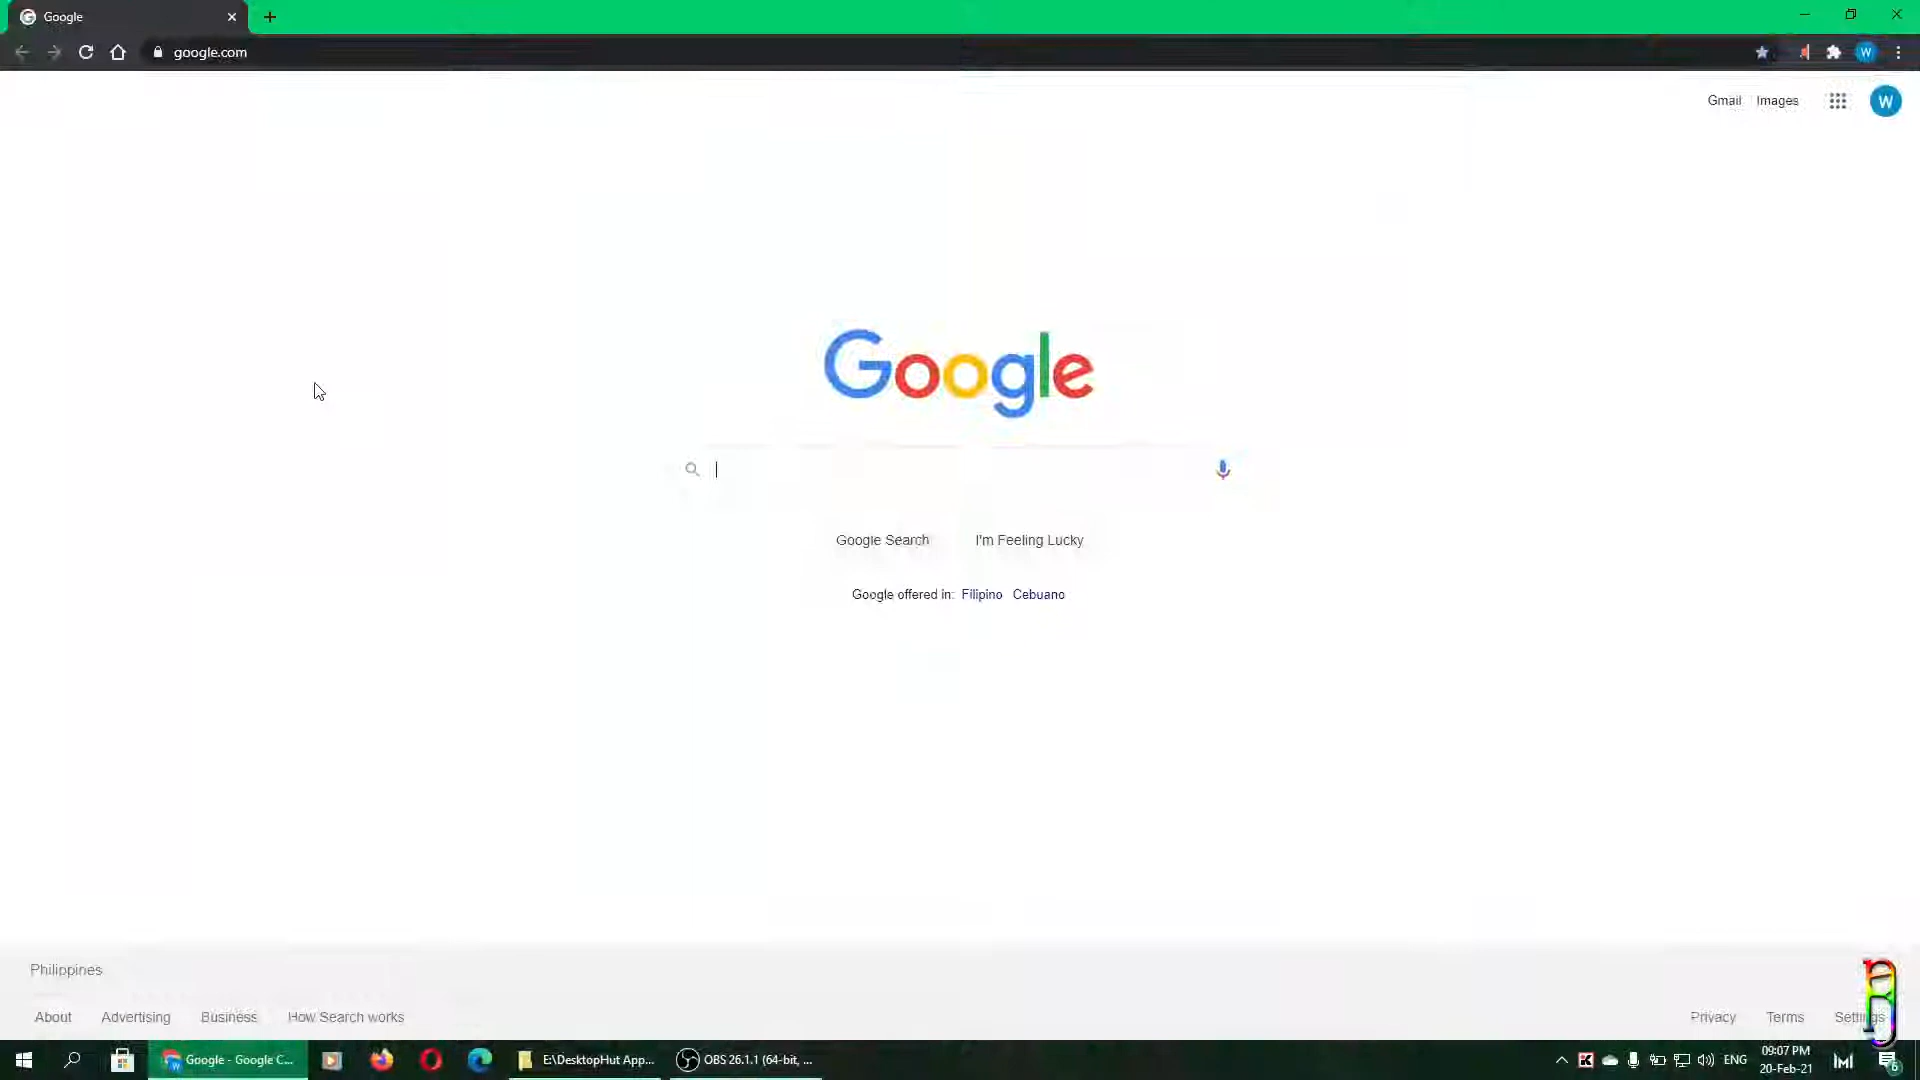 Google
google.com
Gmail Images
W
Google
Google Search I'm Feeling Lucky
Google offered in: Filipino Cebuano
Philippines
About Advertising Business How Search works
Privacy Terms Settings
Google - Google C...
E:\DesktopHut App...
OBS 26.1.1 (64-bit, ...
ENG
09:07 PM
20-Feb-21
6